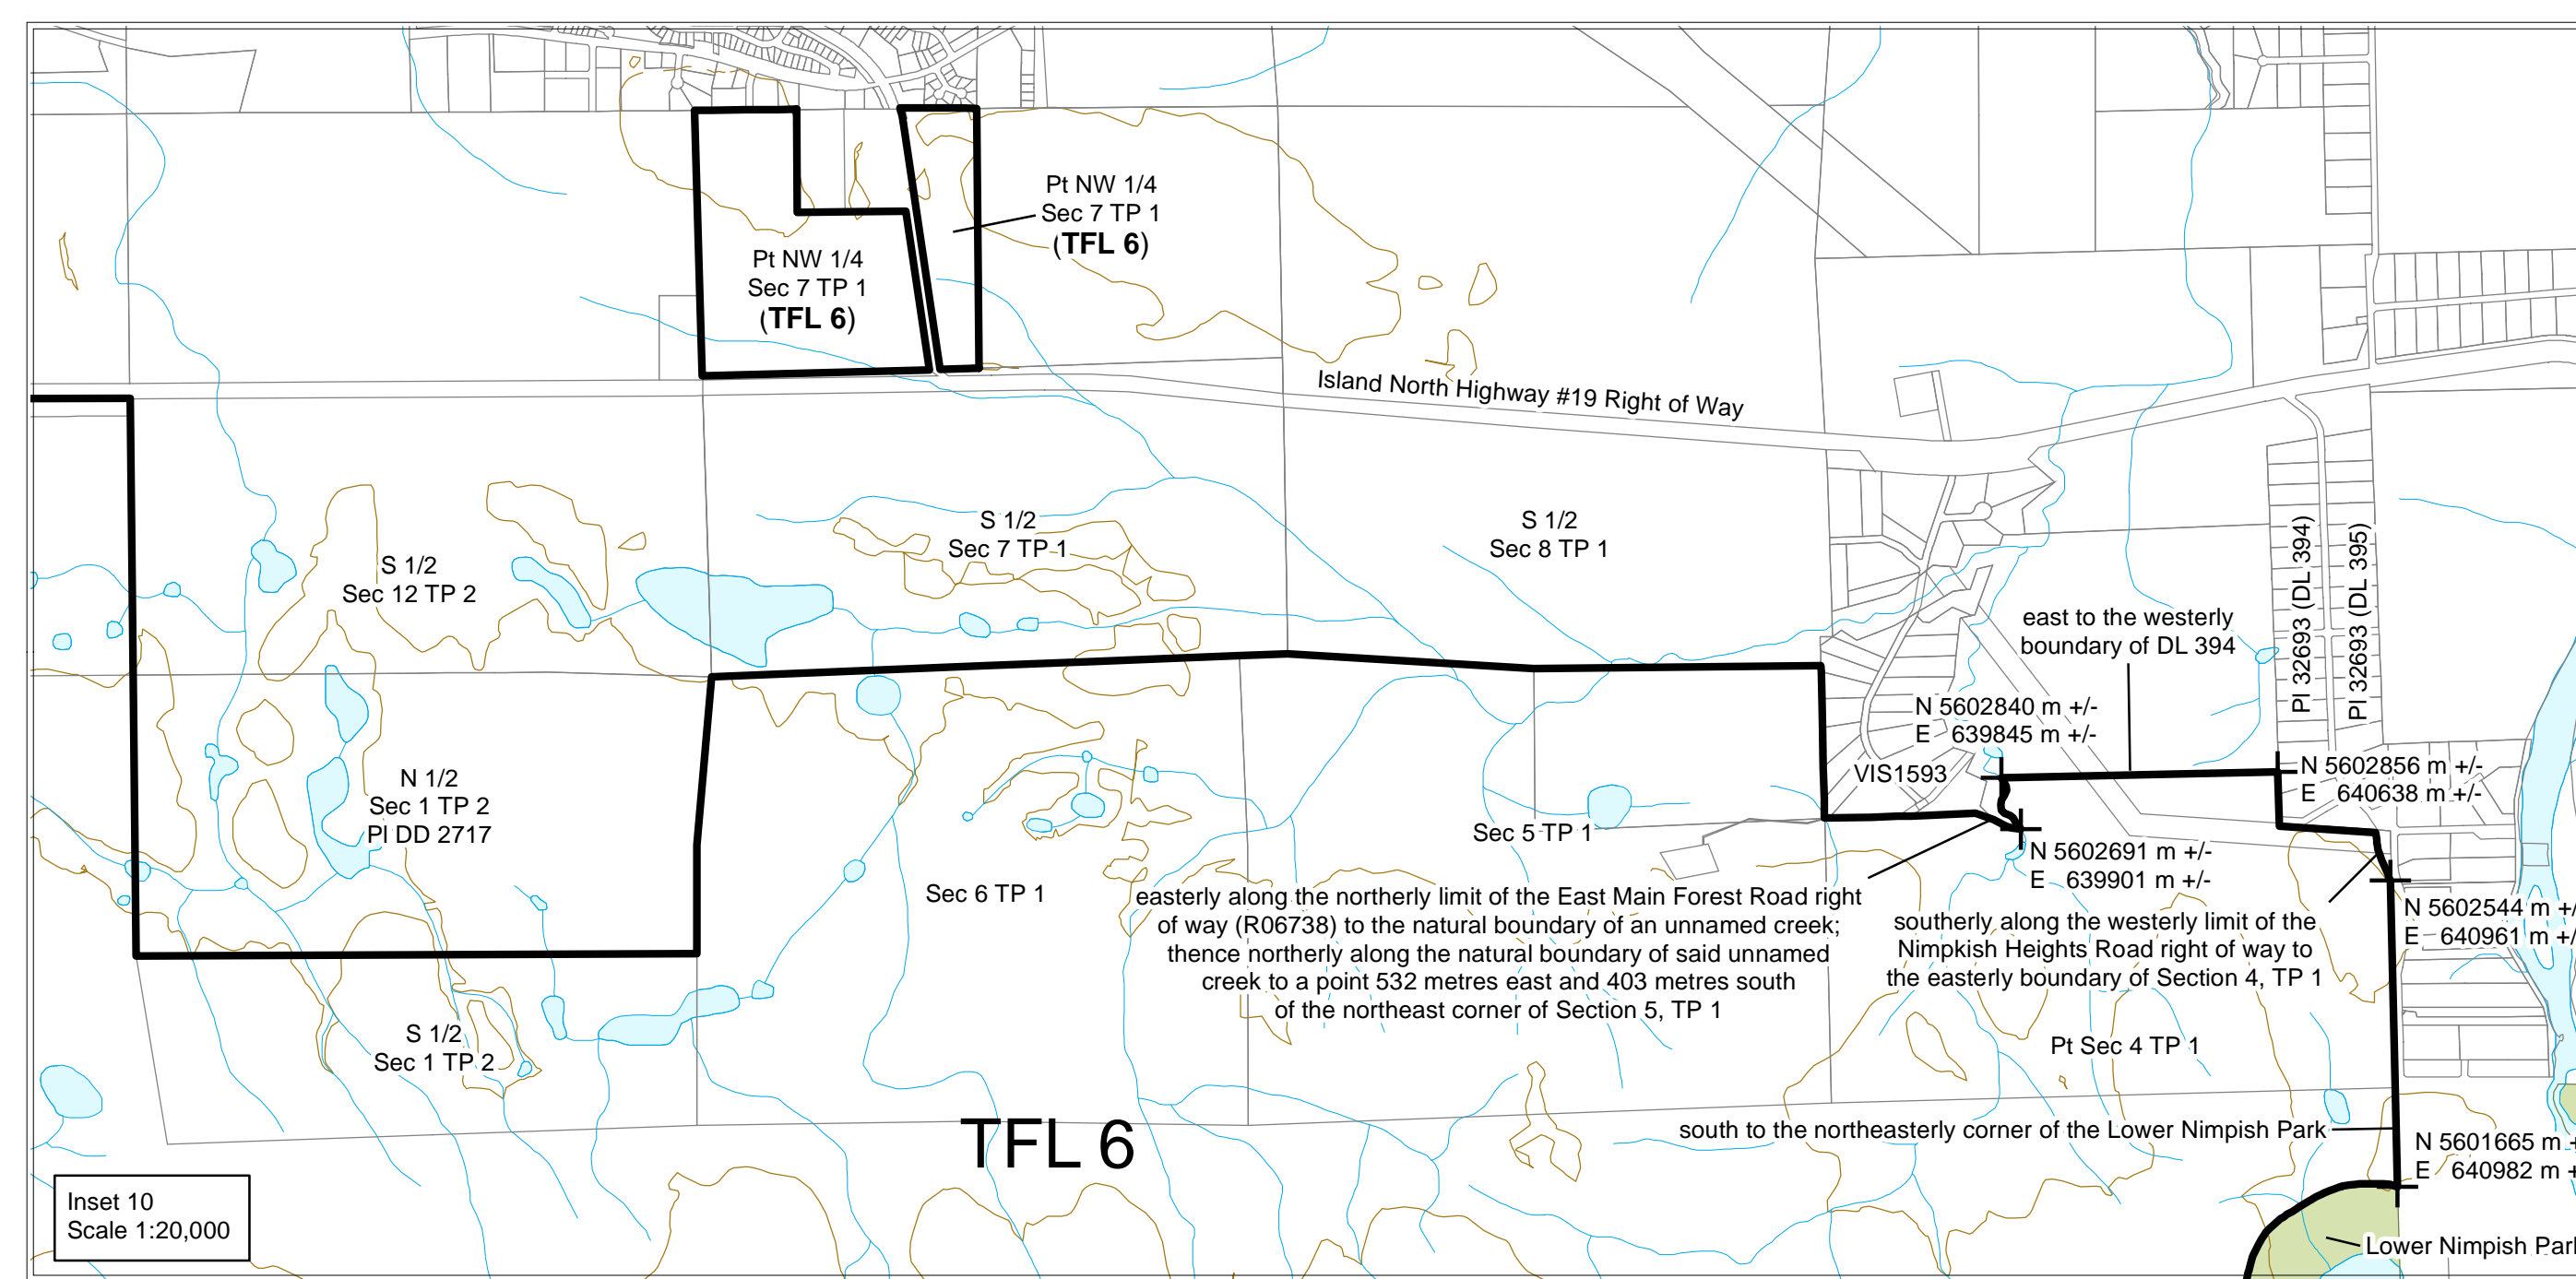 Pt NW 1/4
Sec 7 TP 1
(TFL 6)
Pt NW 1/4
Sec 7 TP 1
(TFL 6)
Island North Highway #19 Right of Way
S 1/2
Sec 12 TP 2
S 1/2
Sec 7 TP 1
S 1/2
Sec 8 TP 1
Pl 32693 (DL 394)
Pl 32693 (DL 395)
east to the westerly
boundary of DL 394
N 5602840 m +/-
E 639845 m +/-
VIS1593
N 5602856 m +/-
E 640638 m +/-
N 1/2
Sec 1 TP 2
Pl DD 2717
Sec 5 TP 1
Sec 6 TP 1
N 5602691 m +/-
E 639901 m +/-
easterly along the northerly limit of the East Main Forest Road right
of way (R06738) to the natural boundary of an unnamed creek;
thence northerly along the natural boundary of said unnamed
creek to a point 532 metres east and 403 metres south
of the northeast corner of Section 5, TP 1
southerly along the westerly limit of the
Nimpkish Heights Road right of way to
the easterly boundary of Section 4, TP 1
N 5602544 m +/
E 640961 m +/
S 1/2
Sec 1 TP 2
Pt Sec 4 TP 1
TFL 6
south to the northeasterly corner of the Lower Nimpish Park
N 5601665 m +
E 640982 m +
Inset 10
Scale 1:20,000
Lower Nimpish Park